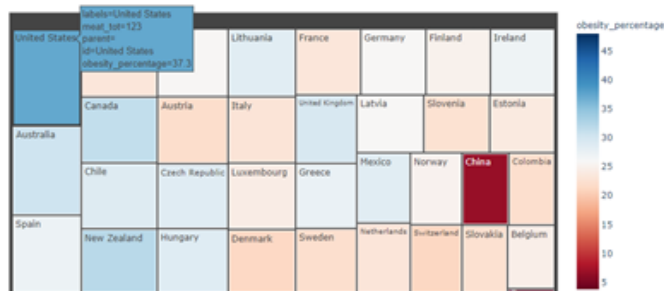 labels=United States
meat_tot=123
parent=
id=United States
obesity_percentage=37.3
United States
Lithuania
France
Germany
Finland
Ireland
Canada
Austria
Italy
United Kingdom
Latvia
Slovenia
Estonia
Australia
Chile
Czech Republic
Luxembourg
Greece
Mexico
Norway
China
Colombia
Spain
New Zealand
Hungary
Denmark
Sweden
Netherlands
Switzerland
Slovakia
Belgium
obesity_percentage
45
40
35
30
25
20
15
10
5